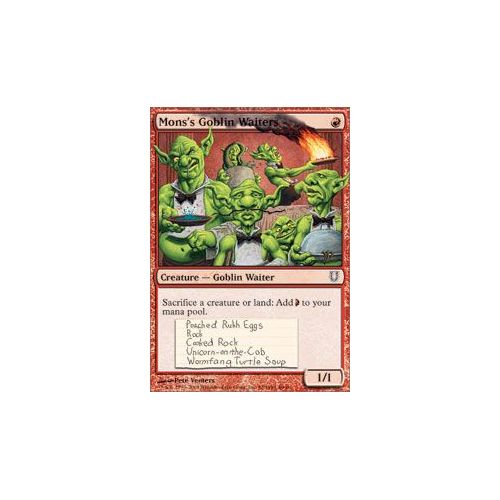 Mons's Goblin Waiters
Creature — Goblin Waiter
Sacrifice a creature or land: Add to your
mana pool.
Poached Rukh Eggs
Rock
Cooked Rock
Unicorn-on-the-Cob
Wormfang Turtle Soup
Pete Venters
1/1